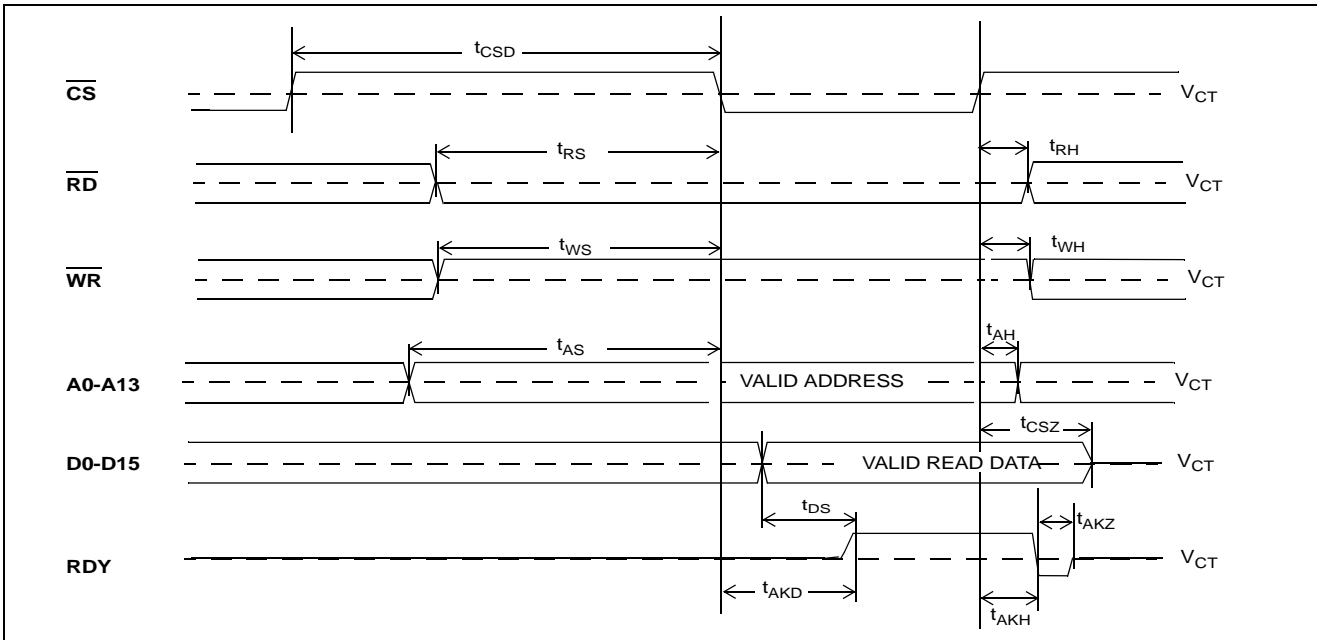 tCSD
CS VCT
tRS tRH
RD VCT
tWS tWH
WR VCT
tAS tAH
A0-A13 VALID ADDRESS VCT
tCSZ
D0-D15 VALID READ DATA VCT
tDS tAKZ
RDY VCT
tAKD tAKH